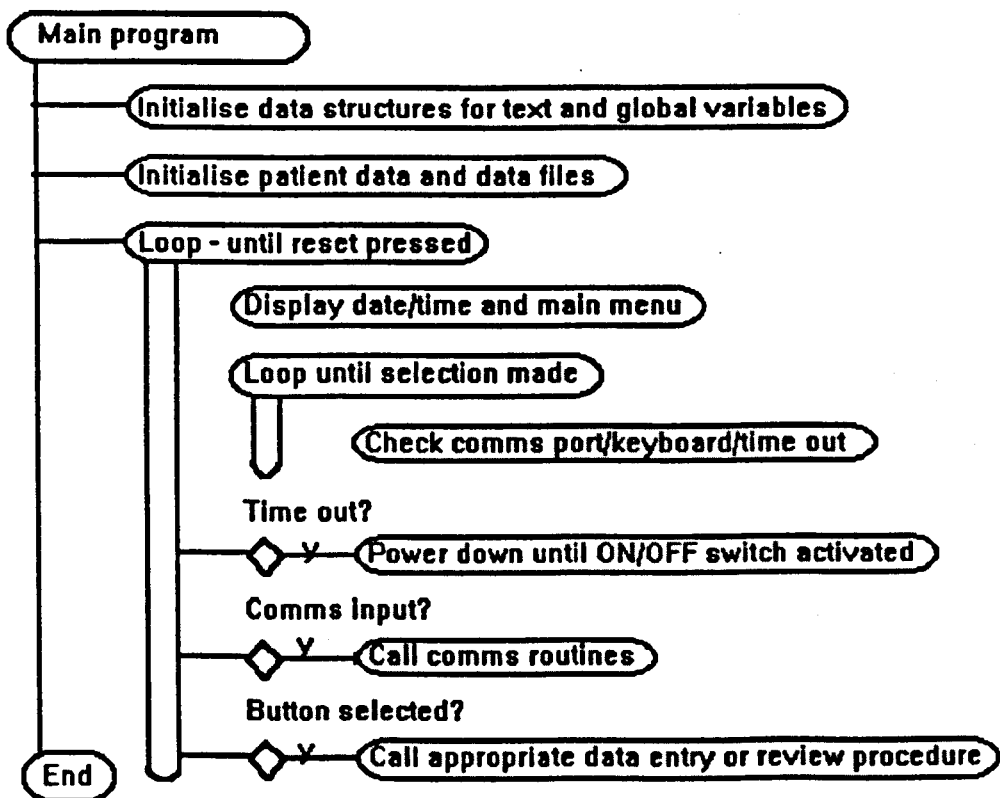 Main program
Initialise data structures for text and global variables
Initialise patient data and data files
Loop - until reset pressed
Display date/time and main menu
Loop until selection made
Check comms port/keyboard/time out
Time out?
y Power down until ON/OFF switch activated
Comms input?
y Call comms routines
Button selected?
y Call appropriate data entry or review procedure
End